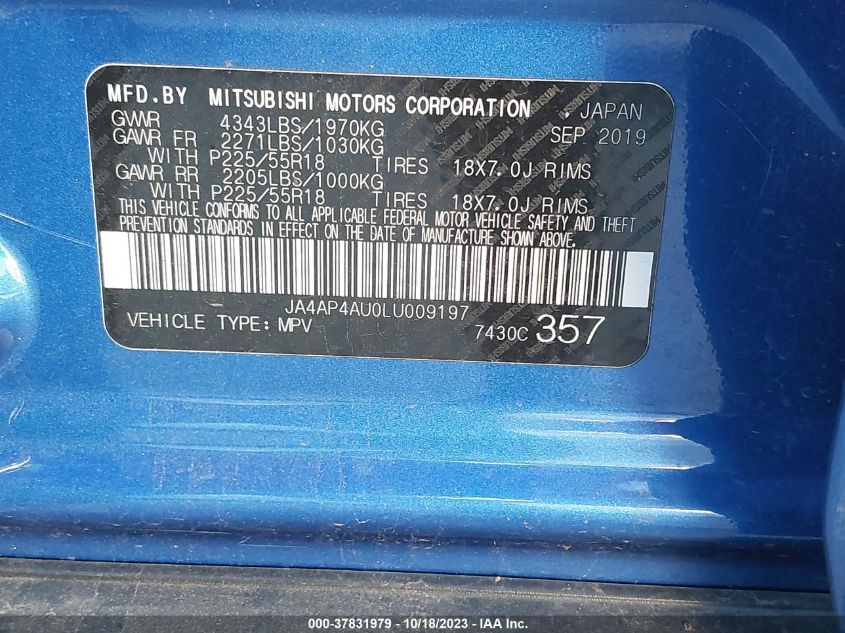 MFD.BY MITSUBISHI MOTORS CORPORATION . JAPAN
GVWR 4343LBS/1970KG SEP 2019
GAWR FR 2271LBS/1030KG
WITH P225/55R18 TIRES 18X7.0J RIMS
GAWR RR 2205LBS/1000KG
WITH P225/55R18 TIRES 18X7.0J RIMS
THIS VEHICLE CONFORMS TO ALL APPLICABLE FEDERAL MOTOR VEHICLE SAFETY AND THEFT
PREVENTION STANDARDS IN EFFECT ON THE DATE OF MANUFACTURE SHOWN ABOVE.
JA4AP4AU0LU009197
VEHICLE TYPE: MPV 7430C 357
000-37831979 - 10/18/2023 - IAA Inc.